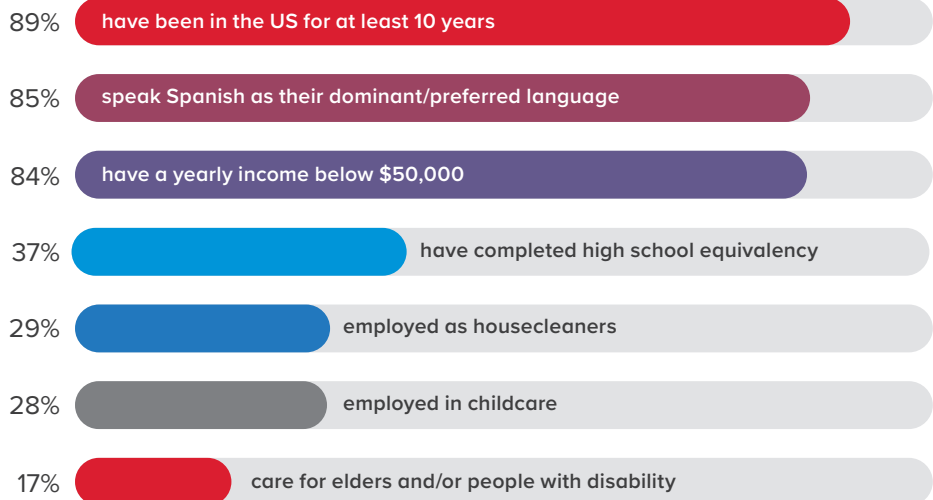 89% have been in the US for at least 10 years
85% speak Spanish as their dominant/preferred language
84% have a yearly income below $50,000
37% have completed high school equivalency
29% employed as housecleaners
28% employed in childcare
17% care for elders and/or people with disability